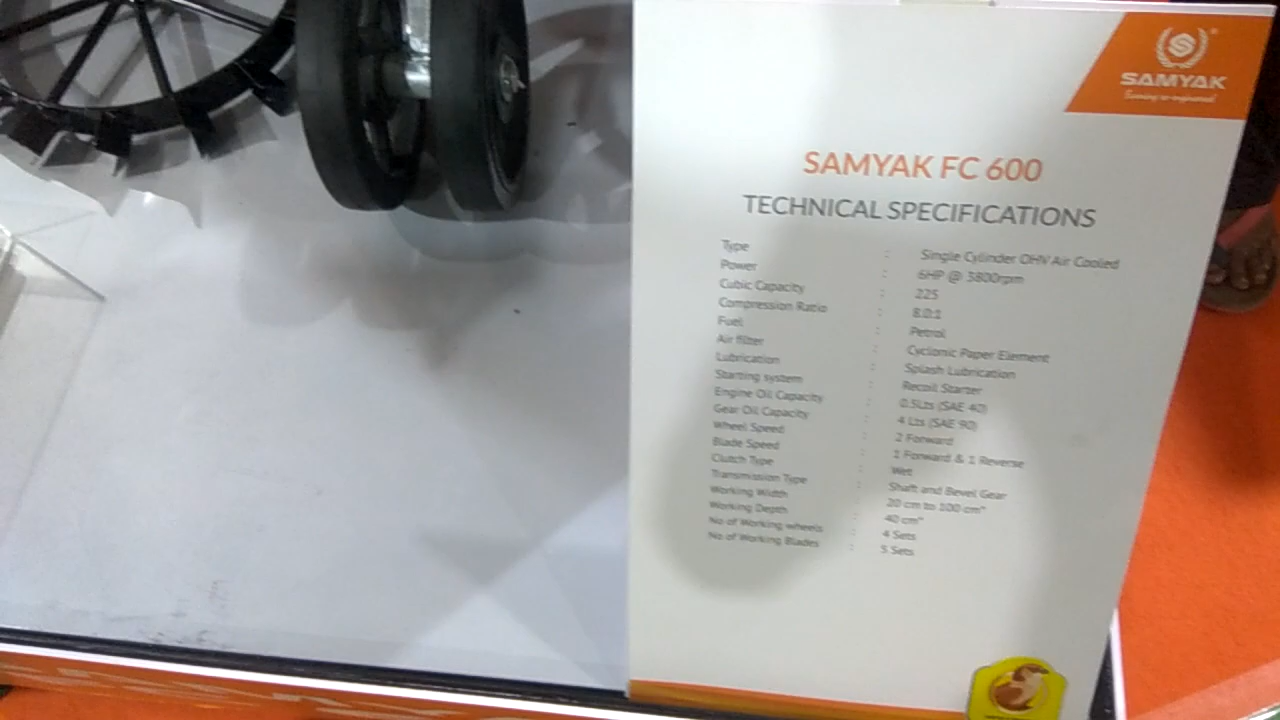 SAMYAK
SAMYAK FC 600
TECHNICAL SPECIFICATIONS
Type : Single Cylinder OHV Air Cooled
Power : 6HP @ 3800rpm
Cubic Capacity : 225
Compression Ratio : 8.0:1
Fuel : Petrol
Air filter : Cyclonic Paper Element
Lubrication : Splash Lubrication
Starting system : Recoil Starter
Engine Oil Capacity : 0.5Lts (SAE 40)
Gear Oil Capacity : 4 Lts (SAE 90)
Wheel Speed : 2 Forward
Blade Speed : 1 Forward & 1 Reverse
Clutch Type : Wet
Transmission Type : Shaft and Bevel Gear
Working Width : 20 cm to 100 cm*
Working Depth : 40 cm*
No of Working wheels : 4 Sets
No of Working Blades : 5 Sets